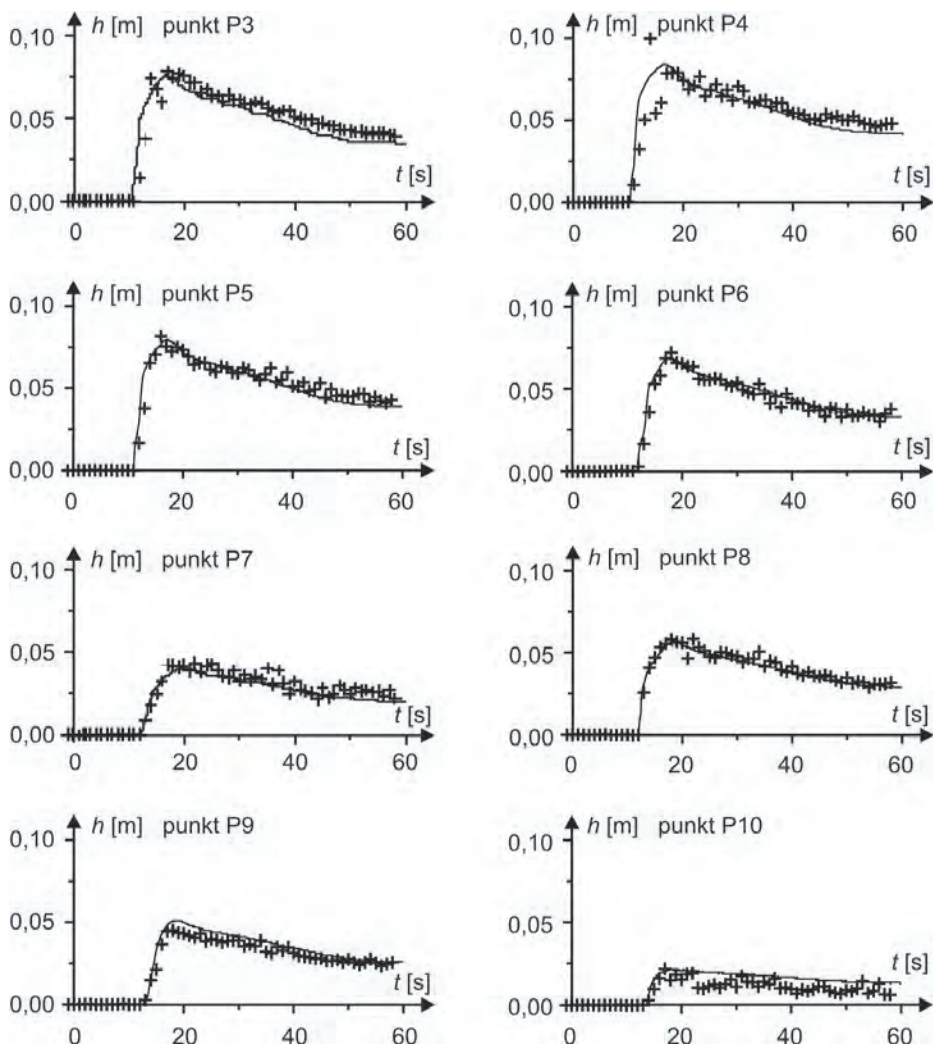 h [m] punkt P3
0,10
0,05
0,00
t [s]
0 20 40 60
h [m] punkt P4
0,10
0,05
0,00
t [s]
0 20 40 60
h [m] punkt P5
0,10
0,05
0,00
t [s]
0 20 40 60
h [m] punkt P6
0,10
0,05
0,00
t [s]
0 20 40 60
h [m] punkt P7
0,10
0,05
0,00
t [s]
0 20 40 60
h [m] punkt P8
0,10
0,05
0,00
t [s]
0 20 40 60
h [m] punkt P9
0,10
0,05
0,00
t [s]
0 20 40 60
h [m] punkt P10
0,10
0,05
0,00
t [s]
0 20 40 60